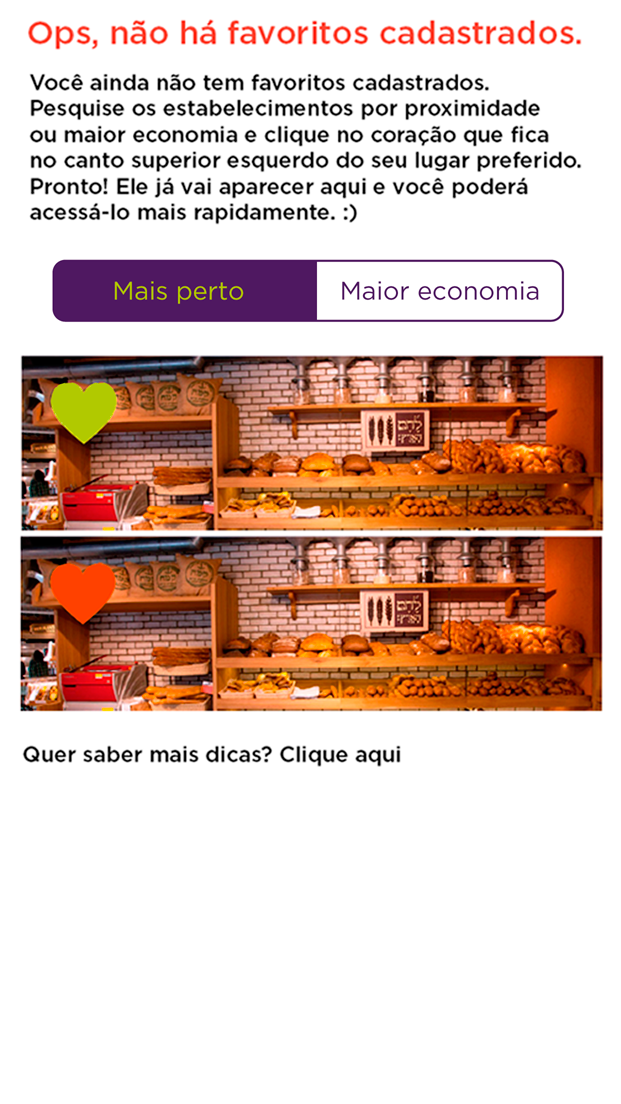 Ops, não há favoritos cadastrados.
Você ainda não tem favoritos cadastrados.
Pesquise os estabelecimentos por proximidade
ou maior economia e clique no coração que fica
no canto superior esquerdo do seu lugar preferido.
Pronto! Ele já vai aparecer aqui e você poderá
acessá-lo mais rapidamente. :)
Mais perto
Maior economia
Quer saber mais dicas? Clique aqui